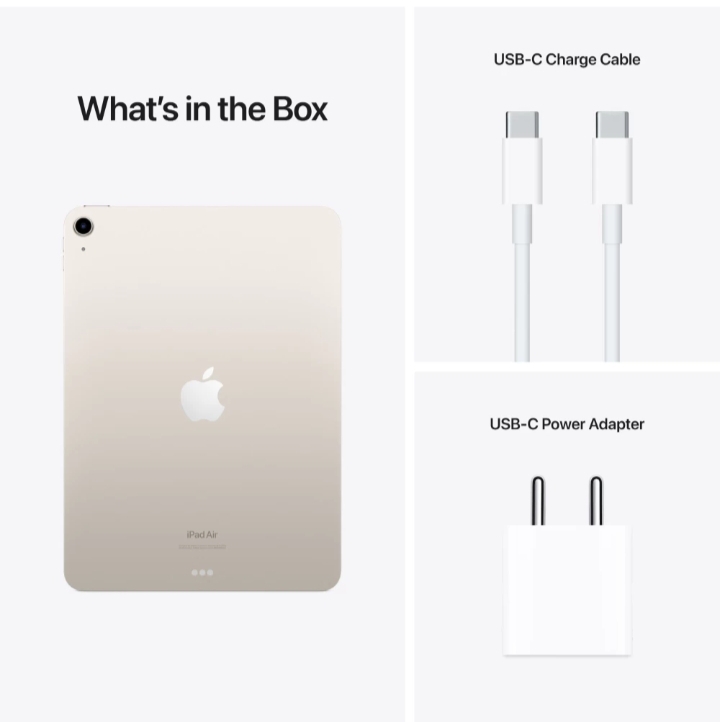 What's in the Box
iPad Air
USB-C Charge Cable
USB-C Power Adapter